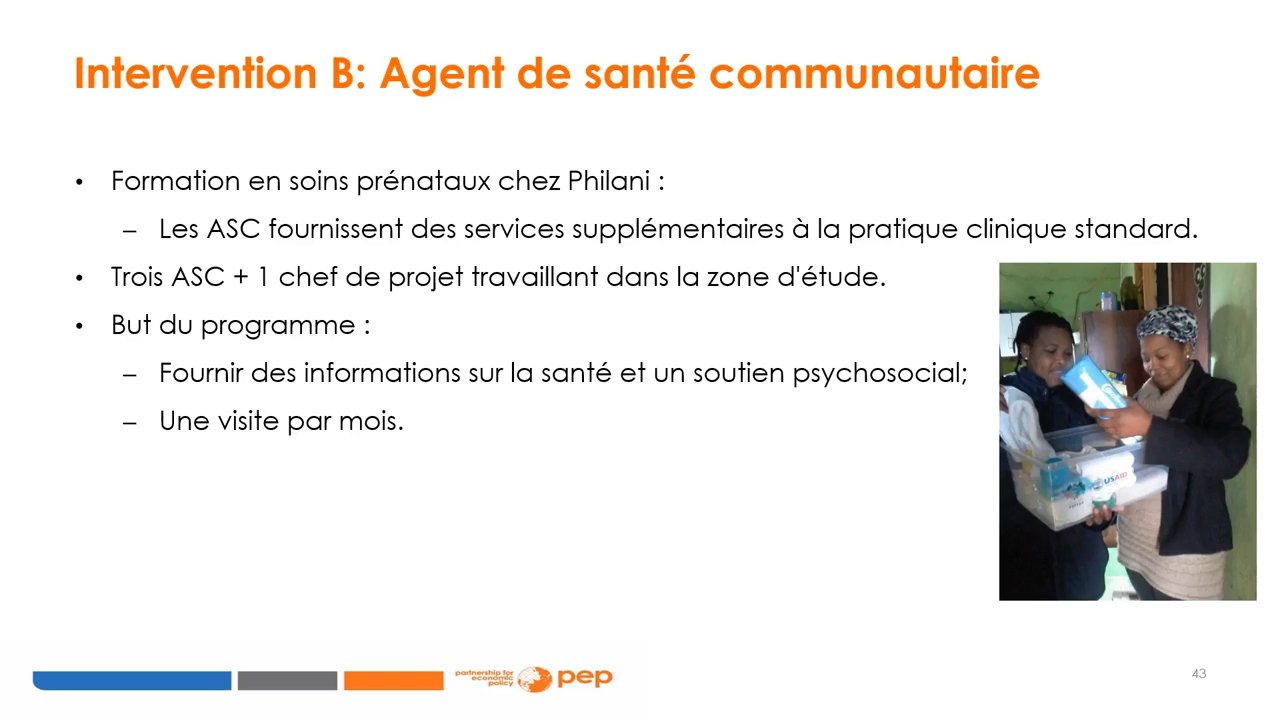 Intervention B: Agent de santé communautaire
• Formation en soins prénataux chez Philani :
– Les ASC fournissent des services supplémentaires à la pratique clinique standard.
• Trois ASC + 1 chef de projet travaillant dans la zone d'étude.
• But du programme :
– Fournir des informations sur la santé et un soutien psychosocial;
– Une visite par mois.
USAID
partnership for
economic
policy
pep
43